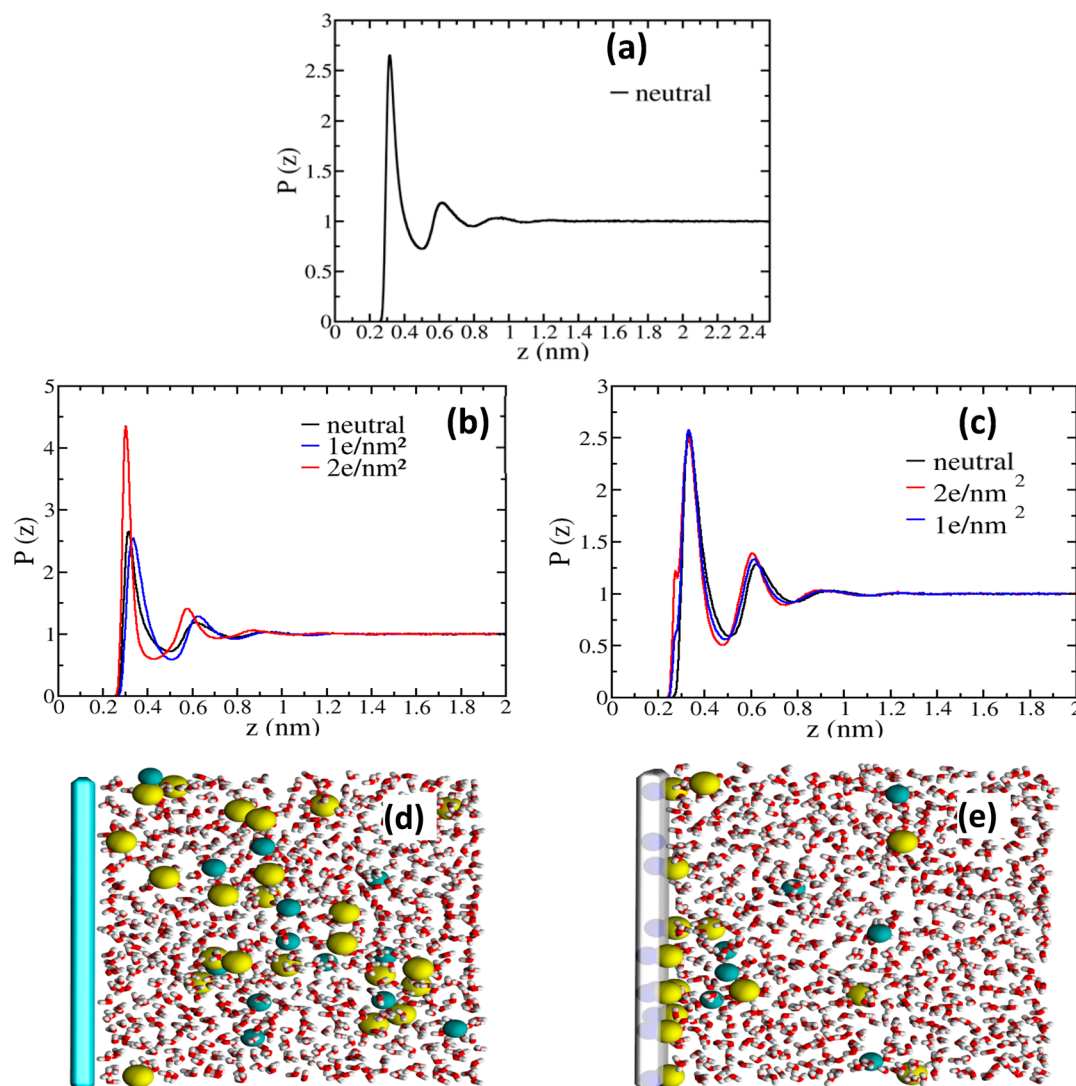 (a)
neutral
P (z)
3
2.5
2
1.5
1
0.5
0
0 0.2 0.4 0.6 0.8 1 1.2 1.4 1.6 1.8 2 2.2 2.4
z (nm)
(b)
neutral
1e/nm²
2e/nm²
P (z)
5
4
3
2
1
0
0 0.2 0.4 0.6 0.8 1 1.2 1.4 1.6 1.8 2
z (nm)
(c)
neutral
2e/nm 2
1e/nm 2
P (z)
3
2.5
2
1.5
1
0.5
0
0 0.2 0.4 0.6 0.8 1 1.2 1.4 1.6 1.8 2
z (nm)
(d)
(e)